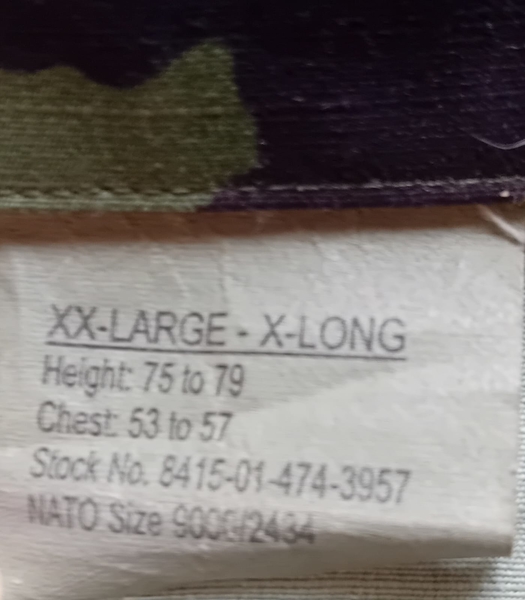 XX-LARGE - X-LONG
Height: 75 to 79
Chest: 53 to 57
Stock No. 8415-01-474-3957
NATO Size